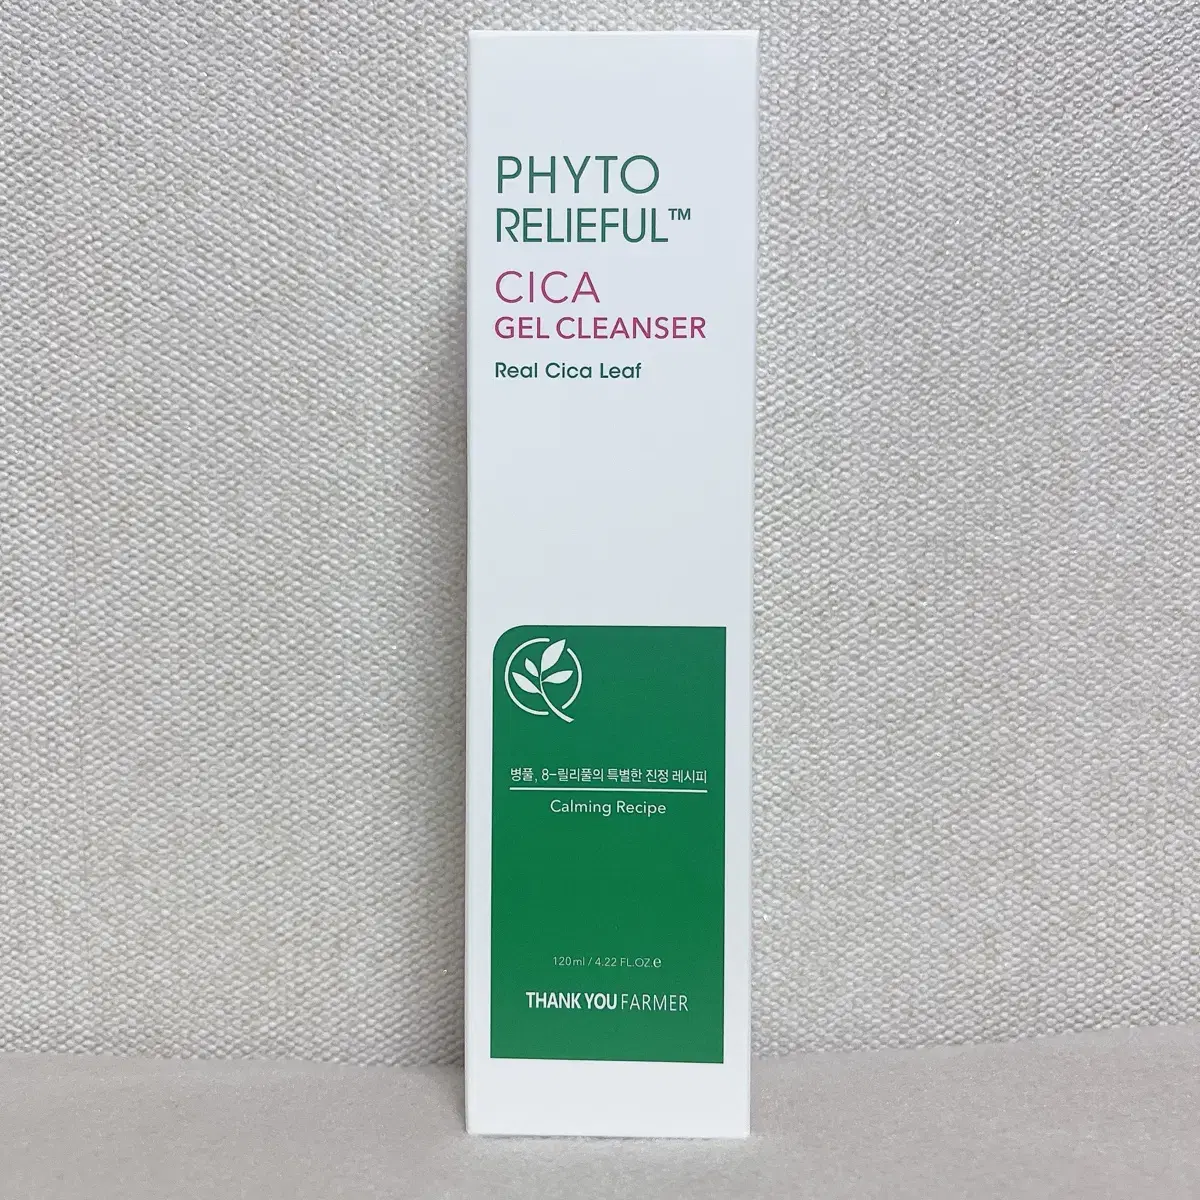 PHYTO
RELIEFUL™
CICA
GEL CLEANSER
Real Cica Leaf
병풀, 8-릴리풀의 특별한 진정 레시피
Calming Recipe
120ml / 4.22 FL.OZ.℮
THANK YOU FARMER